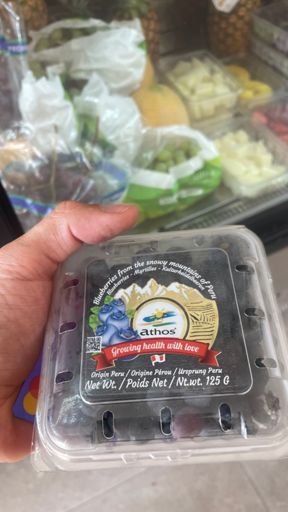 Blueberries from the snowy mountains of Peru
Blueberries - Myrtilles - Kulturheidelbeeren
athos
Growing health with love
Origin Peru / Origine Pérou / Ursprung Peru
Net Wt. / Poids Net / Nt.wt. 125 G